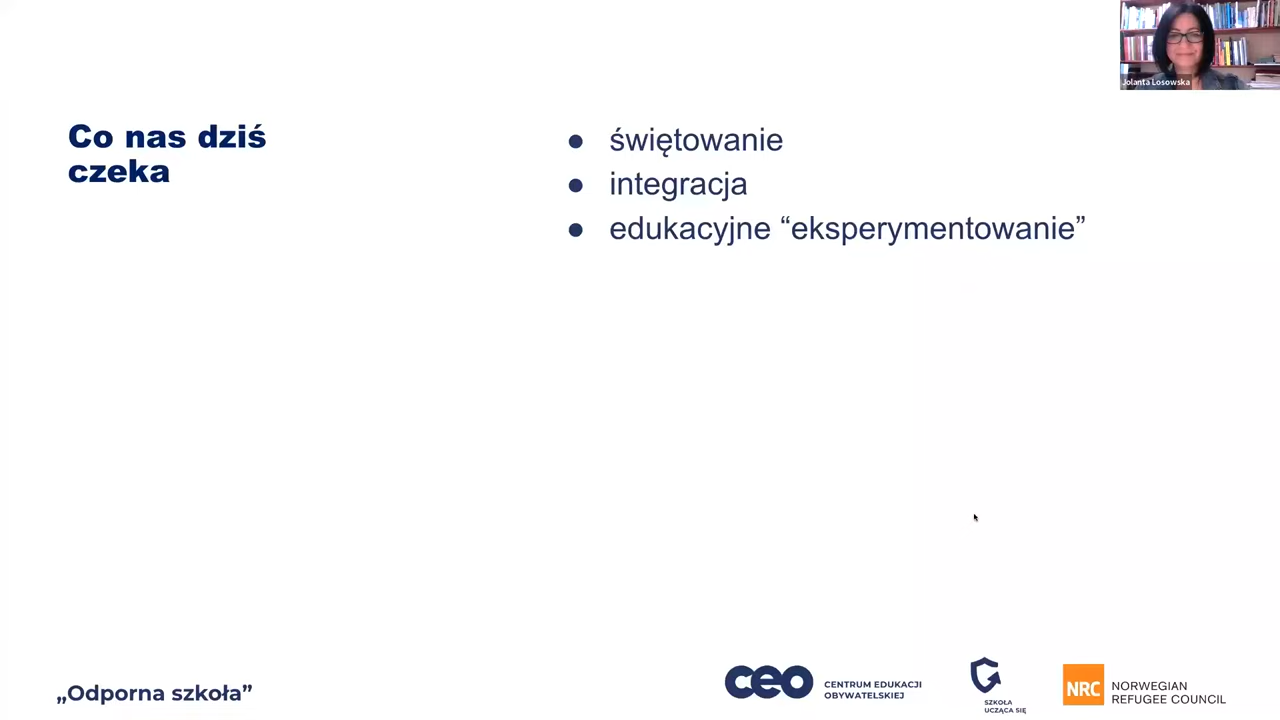 Jolanta Losowska
Co nas dziś
czeka
● świętowanie
● integracja
● edukacyjne “eksperymentowanie”
„Odporna szkoła”
ceo
CENTRUM EDUKACJI
OBYWATELSKIEJ
SZKOŁA
UCZĄCA SIĘ
NRC
NORWEGIAN
REFUGEE COUNCIL